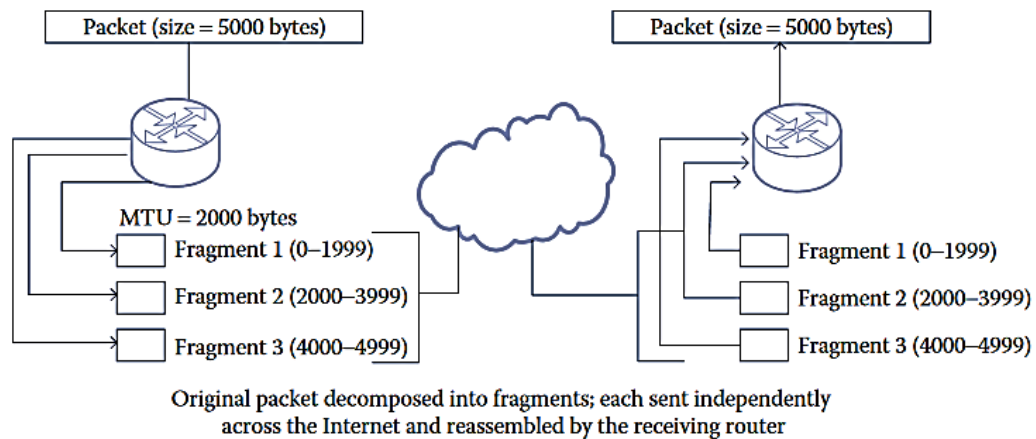 Packet (size = 5000 bytes)
Packet (size = 5000 bytes)
MTU = 2000 bytes
Fragment 1 (0–1999)
Fragment 2 (2000–3999)
Fragment 3 (4000–4999)
Fragment 1 (0–1999)
Fragment 2 (2000–3999)
Fragment 3 (4000–4999)
Original packet decomposed into fragments; each sent independently
across the Internet and reassembled by the receiving router